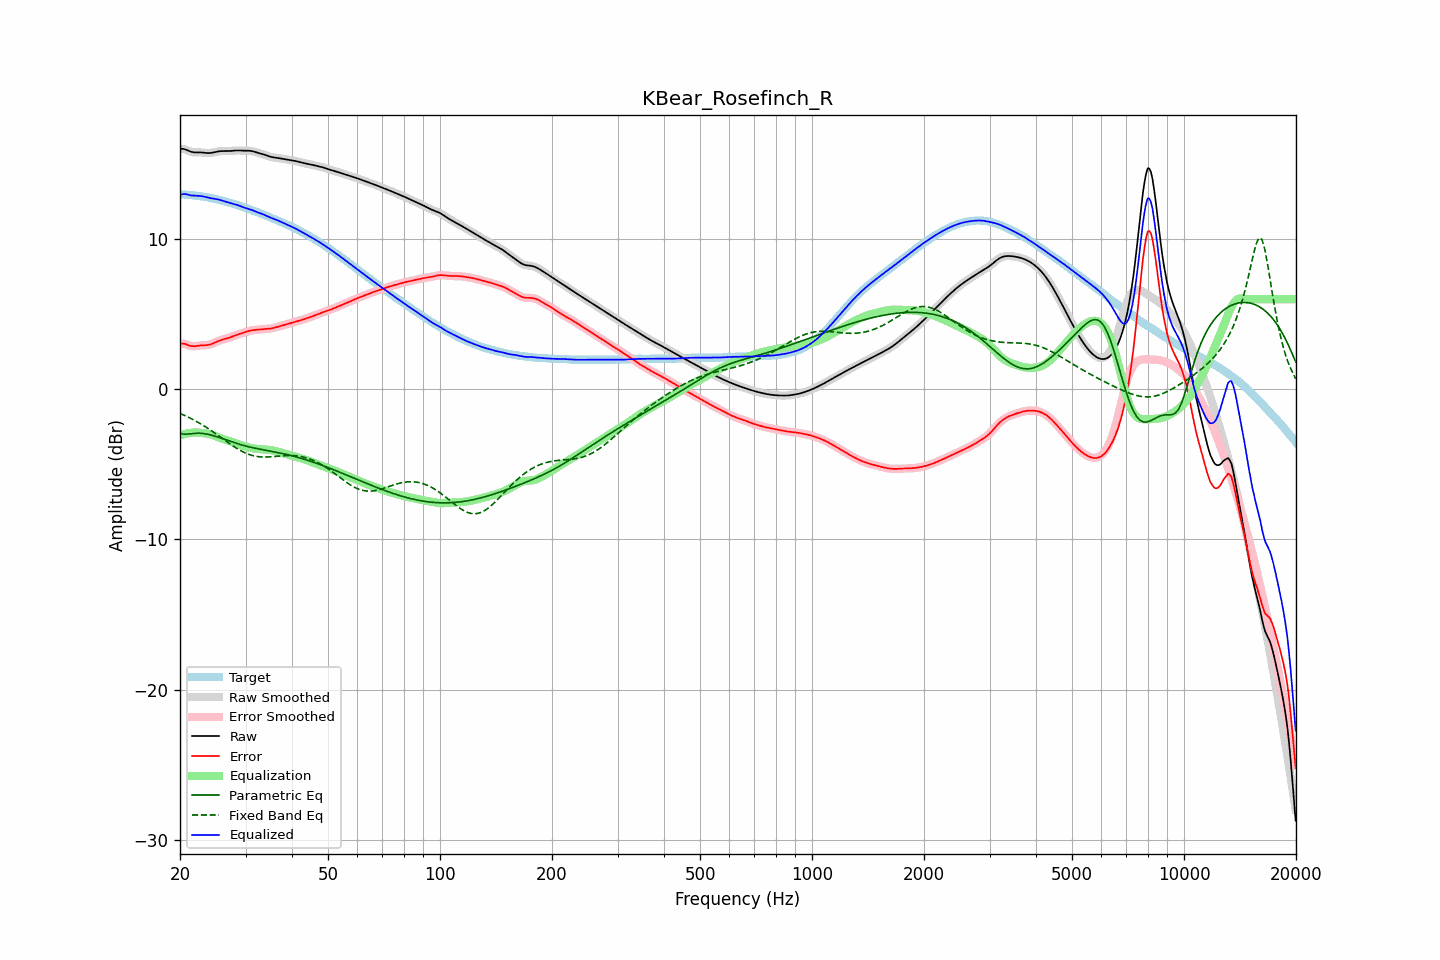 KBear_Rosefinch_R
Amplitude (dBr)
10
0
−10
−20
−30
Target
Raw Smoothed
Error Smoothed
Raw
Error
Equalization
Parametric Eq
Fixed Band Eq
Equalized
20 50 100 200 500 1000 2000 5000 10000 20000
Frequency (Hz)